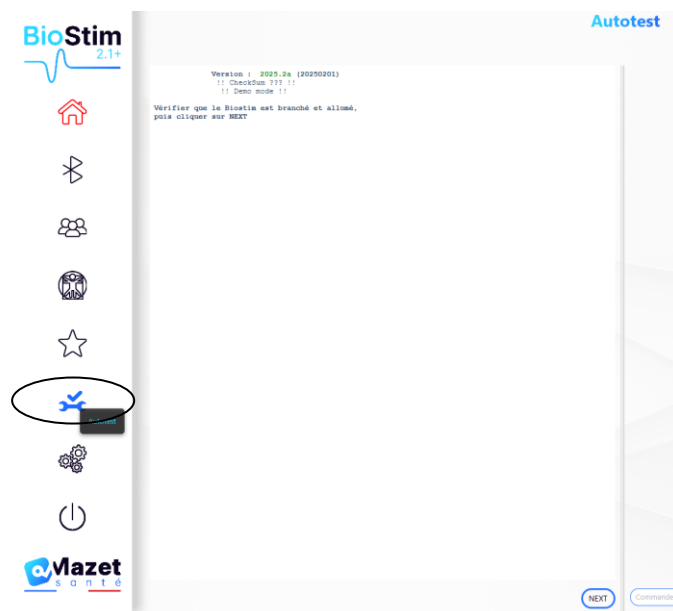 BioStim
2.1+
Autotest
Version : 2025.2a (20250201)
!! CheckSum ??? !!
!! Demo mode !!
Vérifier que le Biostim est branché et allumé,
puis cliquer sur NEXT
Autotest
Mazet
santé
NEXT
Commande